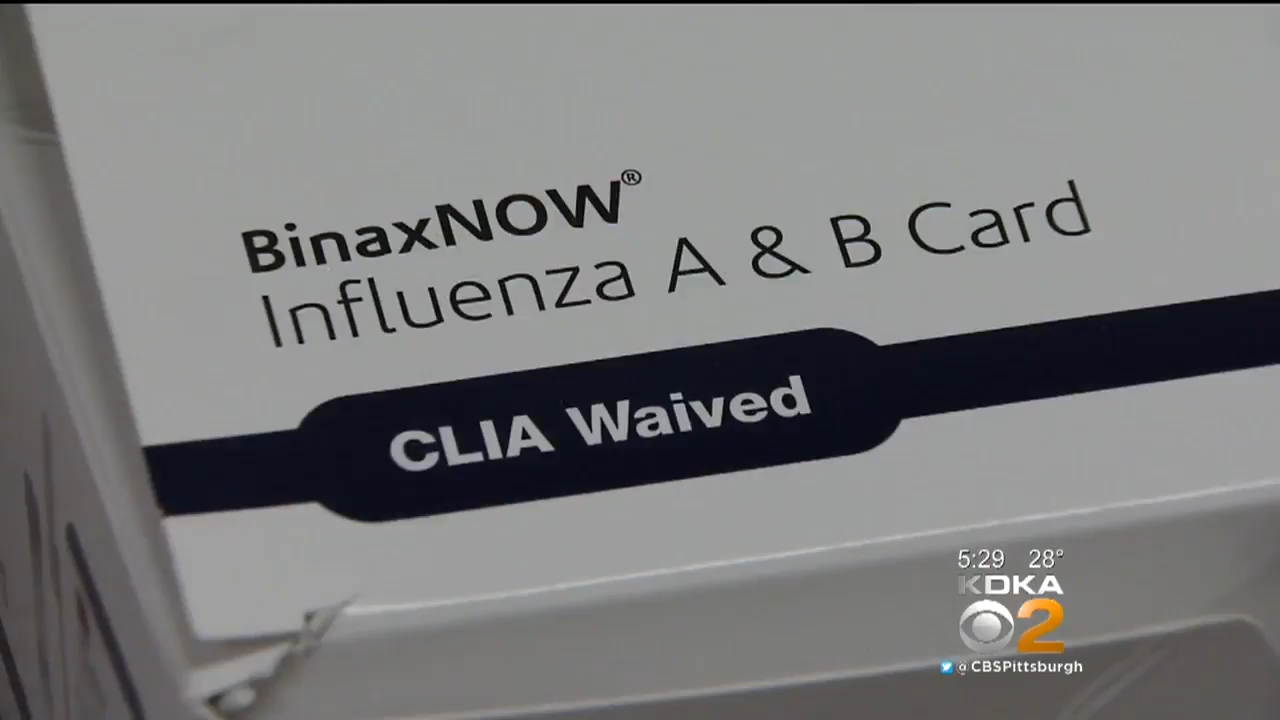 BinaxNOW®
Influenza A & B Card
CLIA Waived
5:29 28°
KDKA
2
@CBSPittsburgh